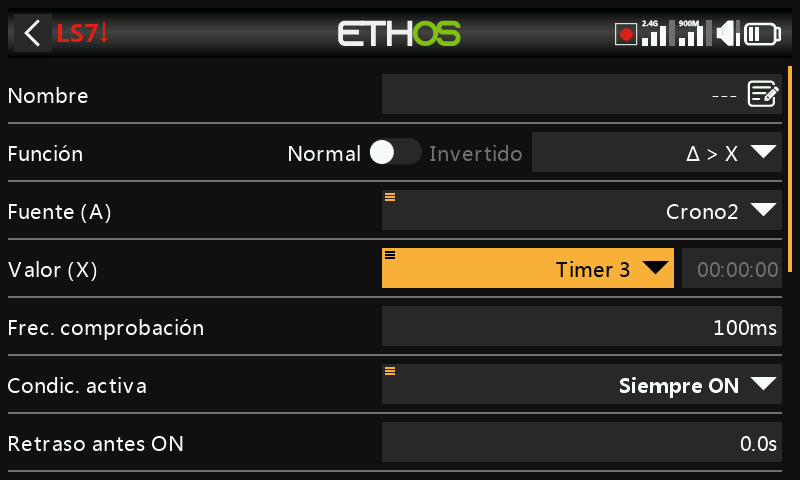 LS7↓ ETHOS 2.4G 900M
Nombre ---
Función Normal Invertido Δ > X
Fuente (A) Crono2
Valor (X) Timer 3 00:00:00
Frec. comprobación 100ms
Condic. activa Siempre ON
Retraso antes ON 0.0s